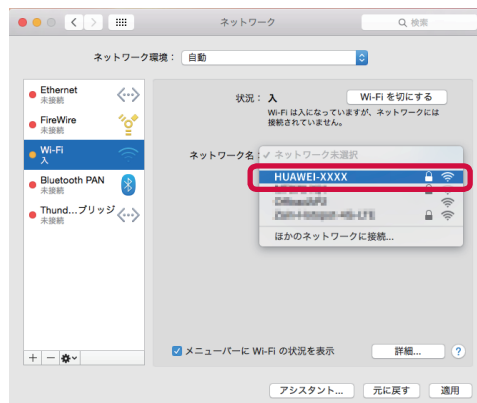 ネットワーク
検索
ネットワーク環境： 自動
Ethernet
未接続
FireWire
未接続
Wi-Fi
入
Bluetooth PAN
未接続
Thund...ブリッジ
未接続
状況： 入
Wi-Fi を切にする
Wi-Fi は入になっていますが、ネットワークには
接続されていません。
ネットワーク名： ✓ ネットワーク未選択
HUAWEI-XXXX
ほかのネットワークに接続...
メニューバーに Wi-Fi の状況を表示
詳細...
?
アシスタント...
元に戻す
適用